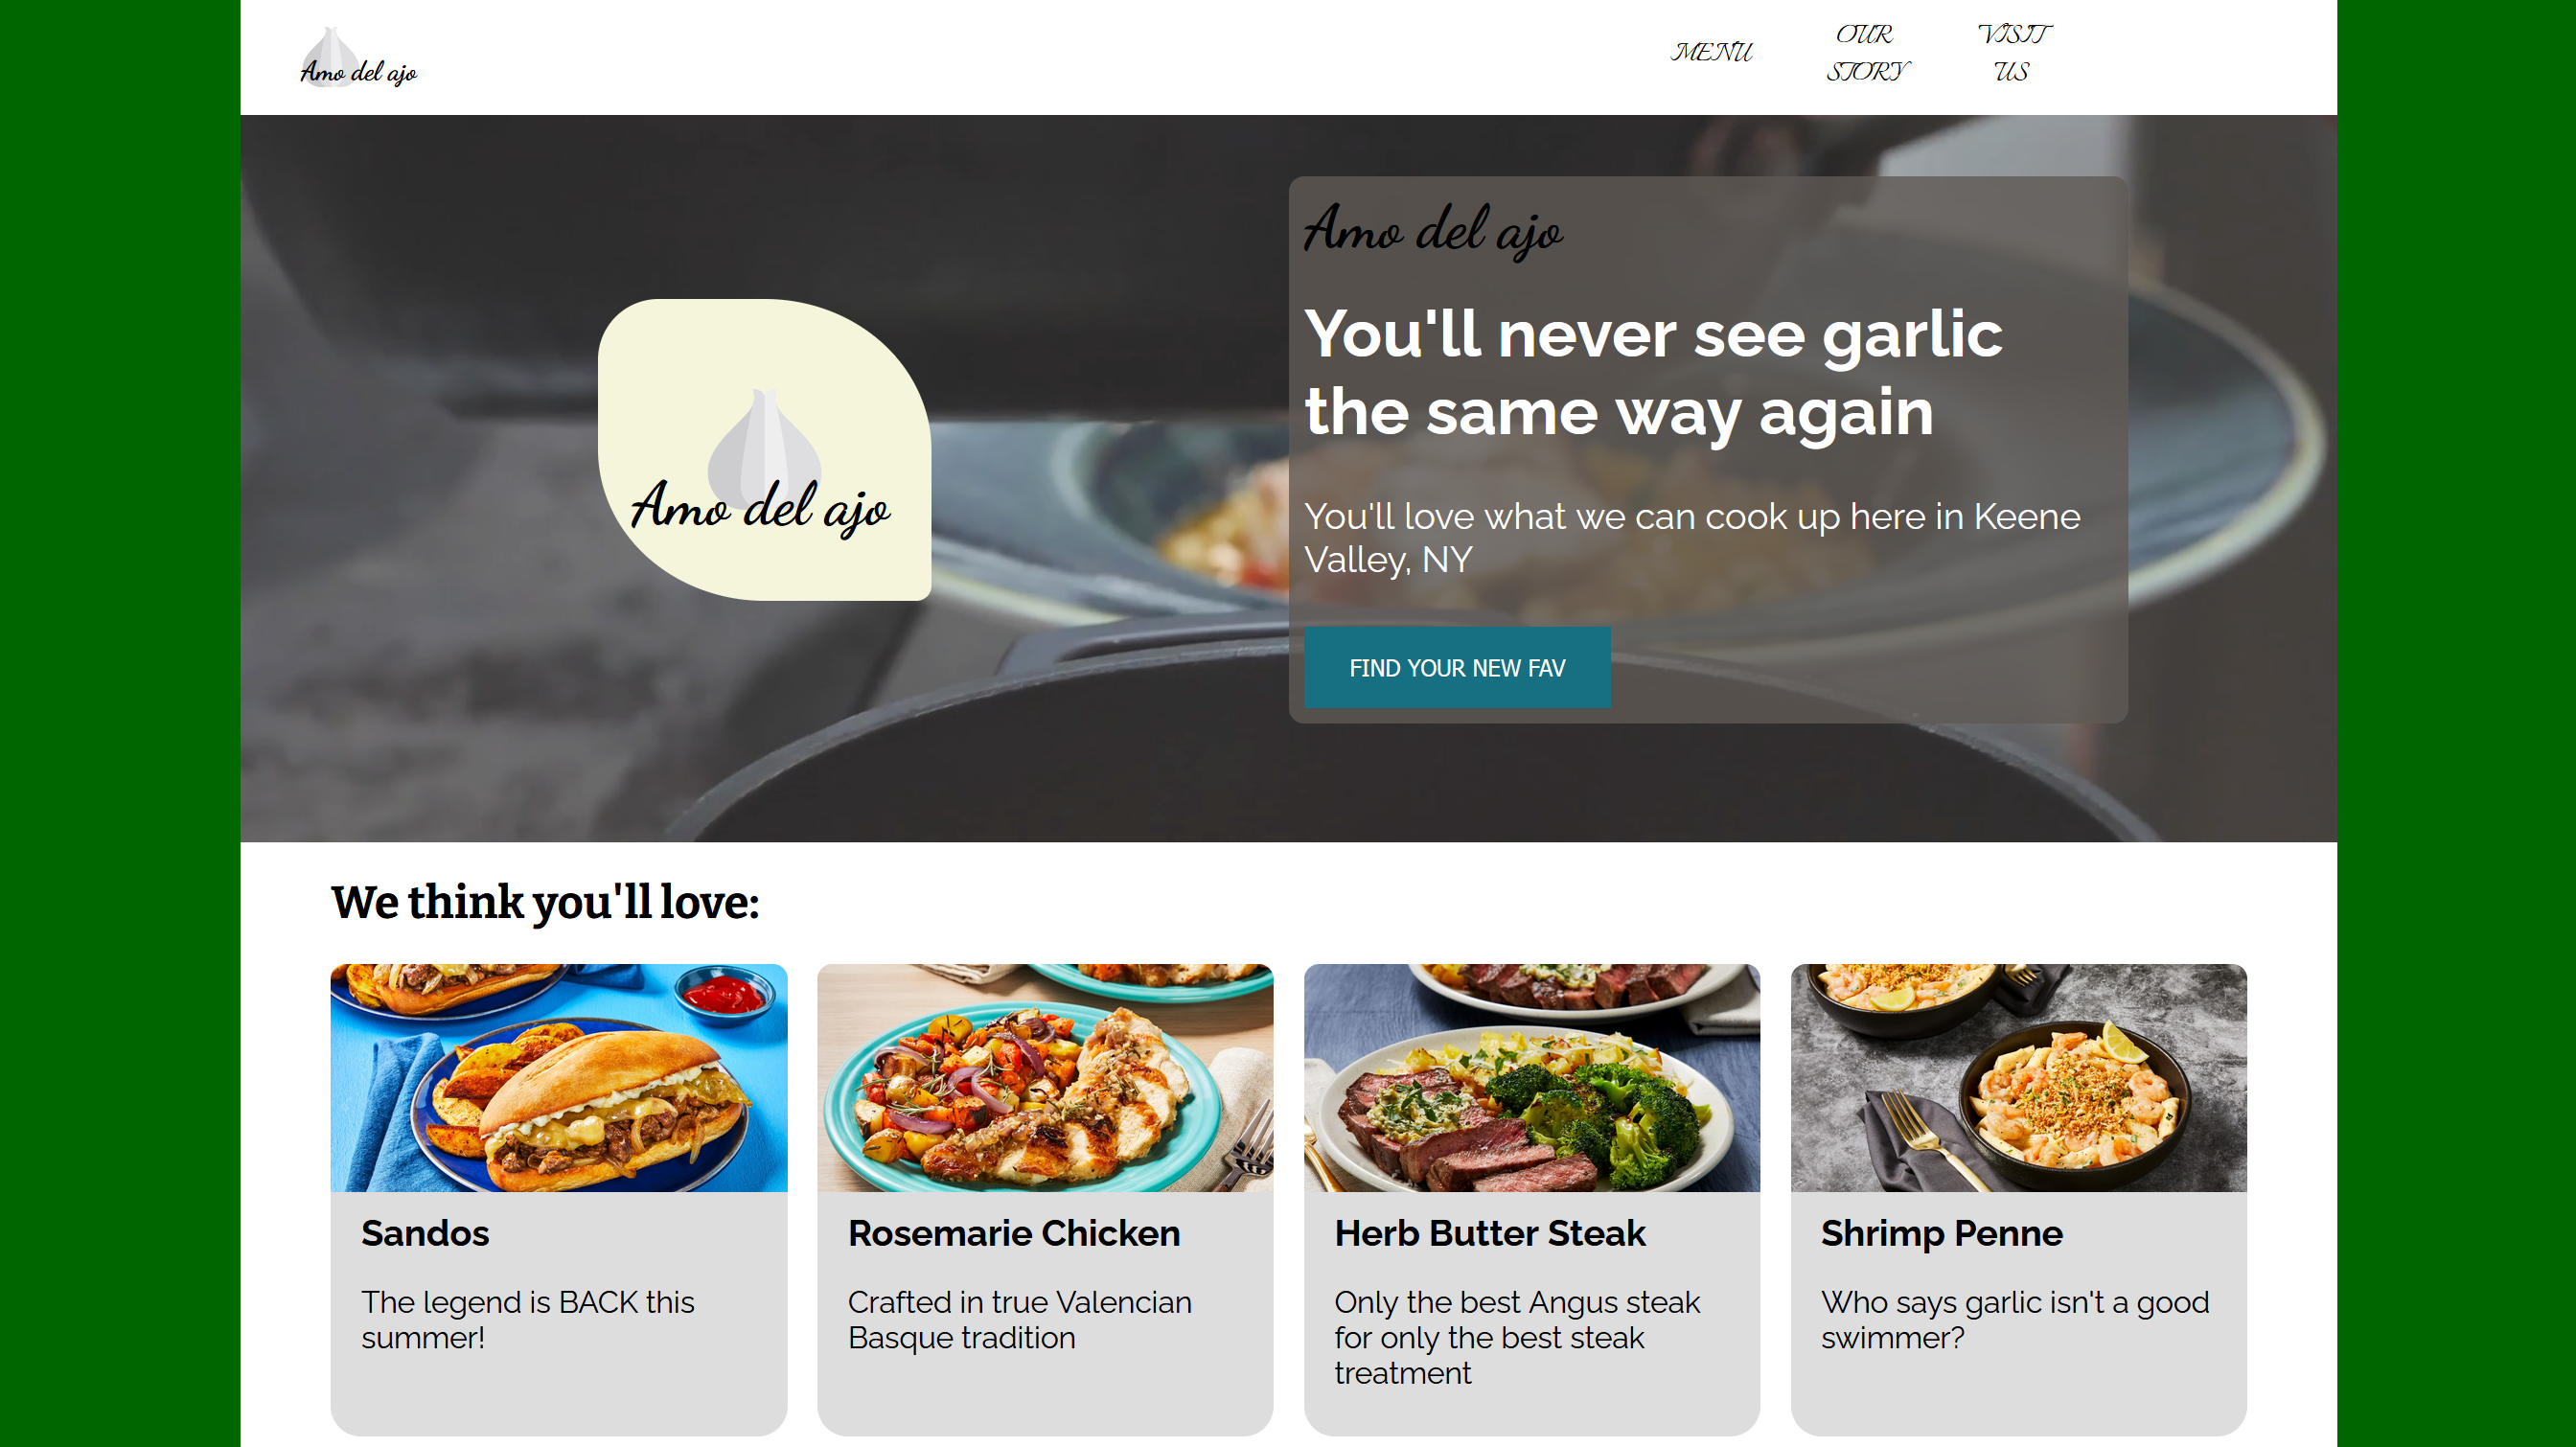 Amo del ajo
MENU
OUR
STORY
VISIT
US
Amo del ajo
Amo del ajo
You'll never see garlic
the same way again
You'll love what we can cook up here in Keene
Valley, NY
FIND YOUR NEW FAV
We think you'll love:
Sandos
The legend is BACK this
summer!
Rosemarie Chicken
Crafted in true Valencian
Basque tradition
Herb Butter Steak
Only the best Angus steak
for only the best steak
treatment
Shrimp Penne
Who says garlic isn't a good
swimmer?